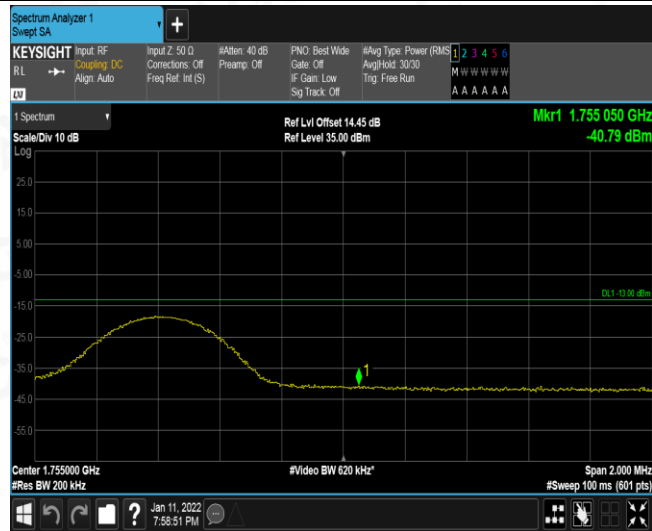 Spectrum Analyzer 1
Swept SA
KEYSIGHT
RL
LXI
Input: RF
Coupling: DC
Align: Auto
Input Z: 50 Ω
Corrections: Off
Freq Ref: Int (S)
#Atten: 40 dB
Preamp: Off
PNO: Best Wide
Gate: Off
IF Gain: Low
Sig Track: Off
#Avg Type: Power (RMS
Avg|Hold: 30/30
Trig: Free Run
1 2 3 4 5 6
M W W W W W
A A A A A A
1 Spectrum
Scale/Div 10 dB
Log
Ref Lvl Offset 14.45 dB
Ref Level 35.00 dBm
Mkr1 1.755 050 GHz
-40.79 dBm
25.0
15.0
5.00
-5.00
DL1 -13.00 dBm
-15.0
-25.0
-35.0
1
-45.0
-55.0
Center 1.755000 GHz
#Res BW 200 kHz
#Video BW 620 kHz*
Span 2.000 MHz
#Sweep 100 ms (601 pts)
?
Jan 11, 2022
7:58:51 PM